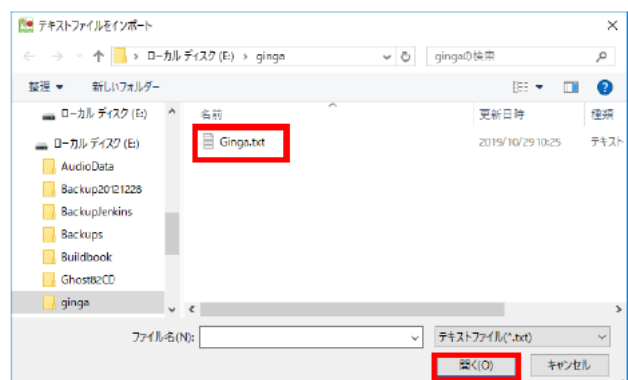 テキストファイルをインポート
ローカル ディスク (E:) › ginga
gingaの検索
整理 新しいフォルダー
ローカル ディスク (E:)
名前 更新日時 種類
Ginga.txt 2019/10/29 10:25 テキスト
ローカル ディスク (E:)
AudioData
Backup20121228
BackupJenkins
Backups
Buildbook
Ghost82CD
ginga
ファイル名(N):
テキストファイル(*.txt)
開く(O) キャンセル